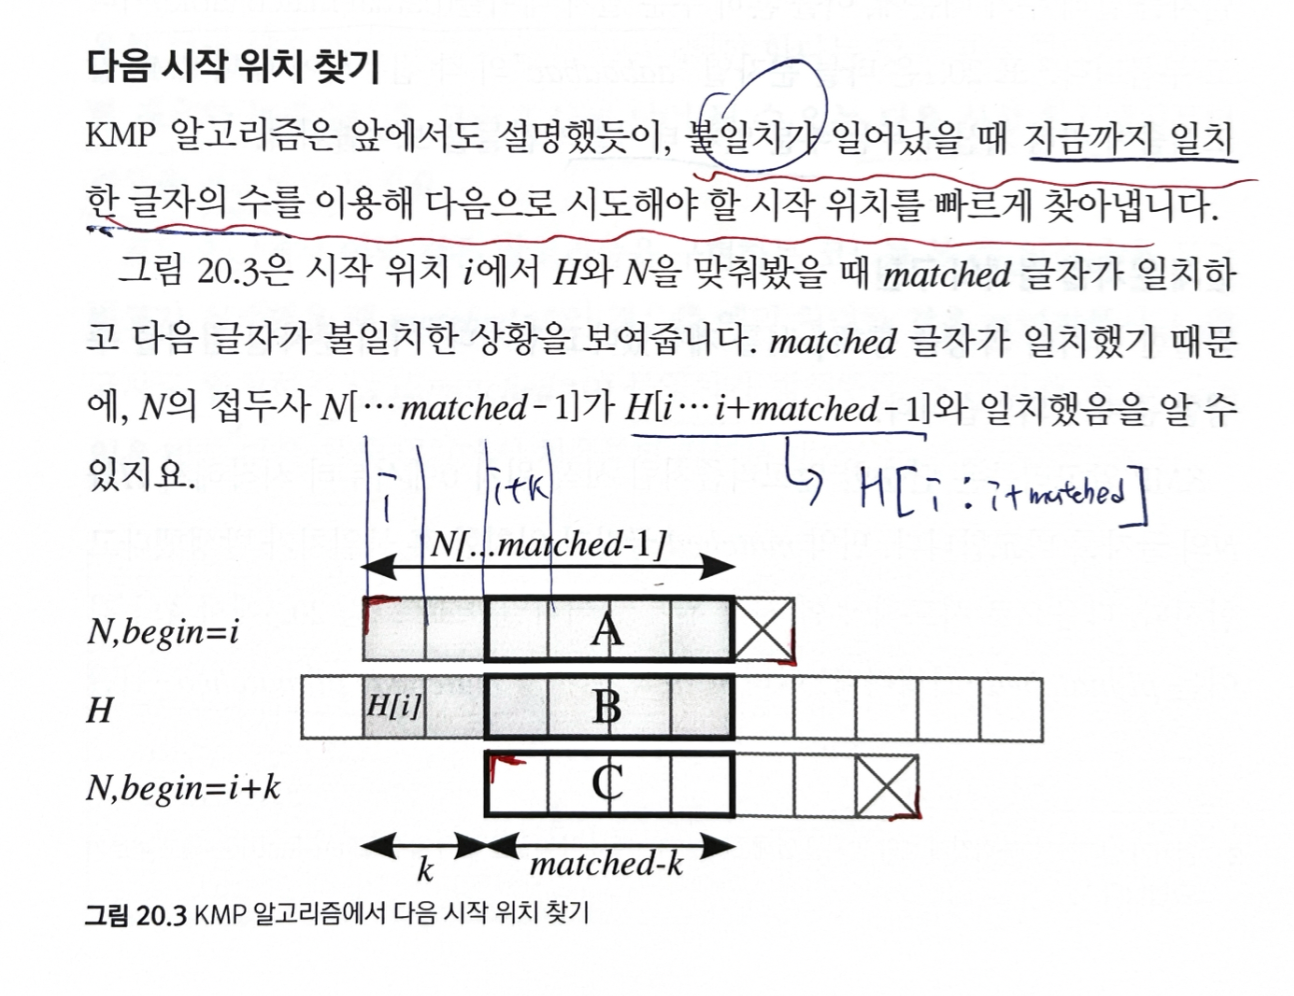 다음 시작 위치 찾기
KMP 알고리즘은 앞에서도 설명했듯이, 불일치가 일어났을 때 지금까지 일치
한 글자의 수를 이용해 다음으로 시도해야 할 시작 위치를 빠르게 찾아냅니다.
그림 20.3은 시작 위치 i에서 H와 N을 맞춰봤을 때 matched 글자가 일치하
고 다음 글자가 불일치한 상황을 보여줍니다. matched 글자가 일치했기 때문
에, N의 접두사 N[…matched-1]가 H[i…i+matched-1]와 일치했음을 알 수
있지요.
i
i+k
H[i:i+matched]
N[...matched-1]
N,begin=i
A
H
H[i]
B
N,begin=i+k
C
k
matched-k
그림 20.3 KMP 알고리즘에서 다음 시작 위치 찾기